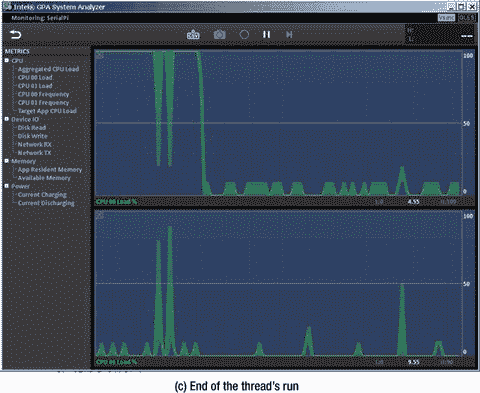 Intel® GPA System Analyzer
Monitoring: SerialPi
Vsync
METRICS
CPU
Aggregated CPU Load
CPU 00 Load
CPU 01 Load
CPU 00 Frequency
CPU 01 Frequency
Target App CPU Load
Device IO
Disk Read
Disk Write
Network RX
Network TX
Memory
App Resident Memory
Available Memory
Power
Current Charging
Current Discharging
100
50
0
CPU 00 Load %
4.55
100
50
0
CPU 01 Load %
9.55
(c) End of the thread's run